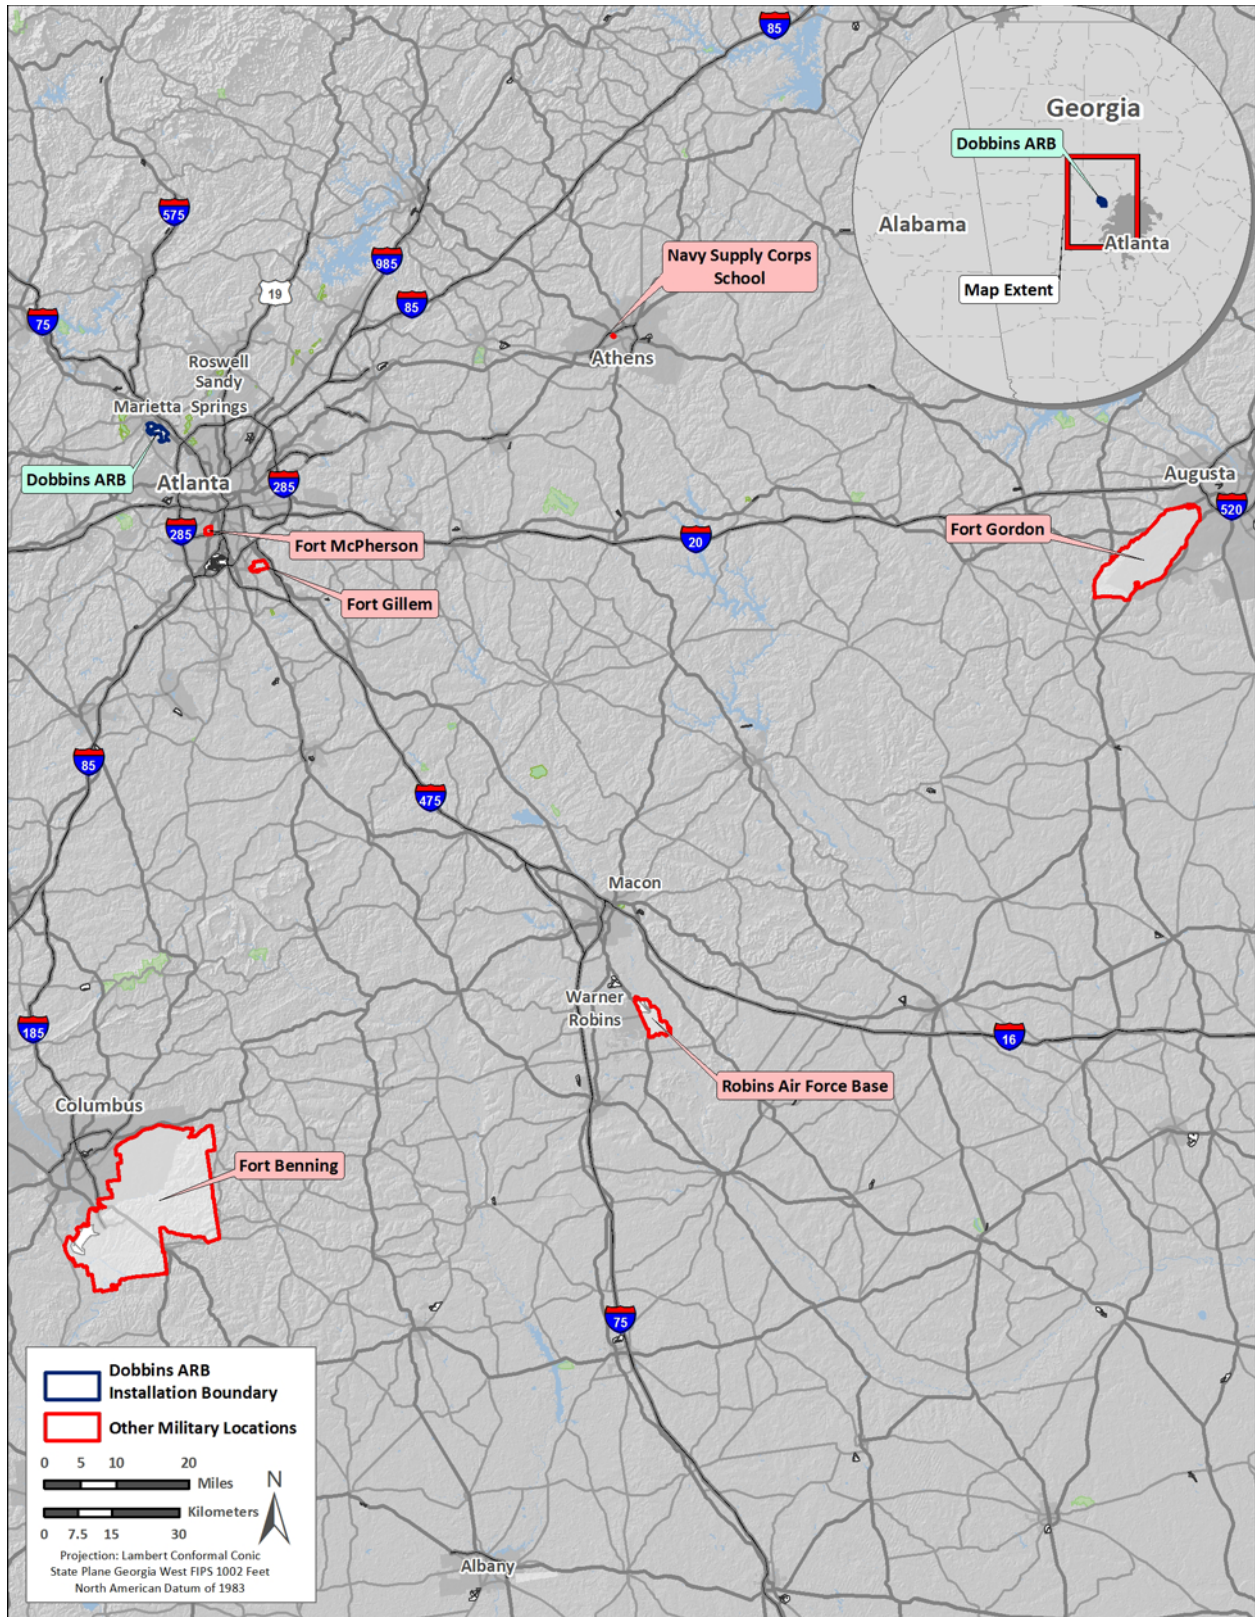 85
Georgia
Dobbins ARB
Alabama
Atlanta
Map Extent
575
985
85
19
75
Navy Supply Corps
School
Athens
Roswell
Sandy
Springs
Marietta
Dobbins ARB
Atlanta
285
285
Fort McPherson
Fort Gillem
20
Augusta
520
Fort Gordon
85
475
Macon
Warner
Robins
185
16
Robins Air Force Base
Columbus
Fort Benning
75
Albany
Dobbins ARB
Installation Boundary
Other Military Locations
0 5 10 20
Miles
Kilometers
0 7.5 15 30
N
Projection: Lambert Conformal Conic
State Plane Georgia West FIPS 1002 Feet
North American Datum of 1983